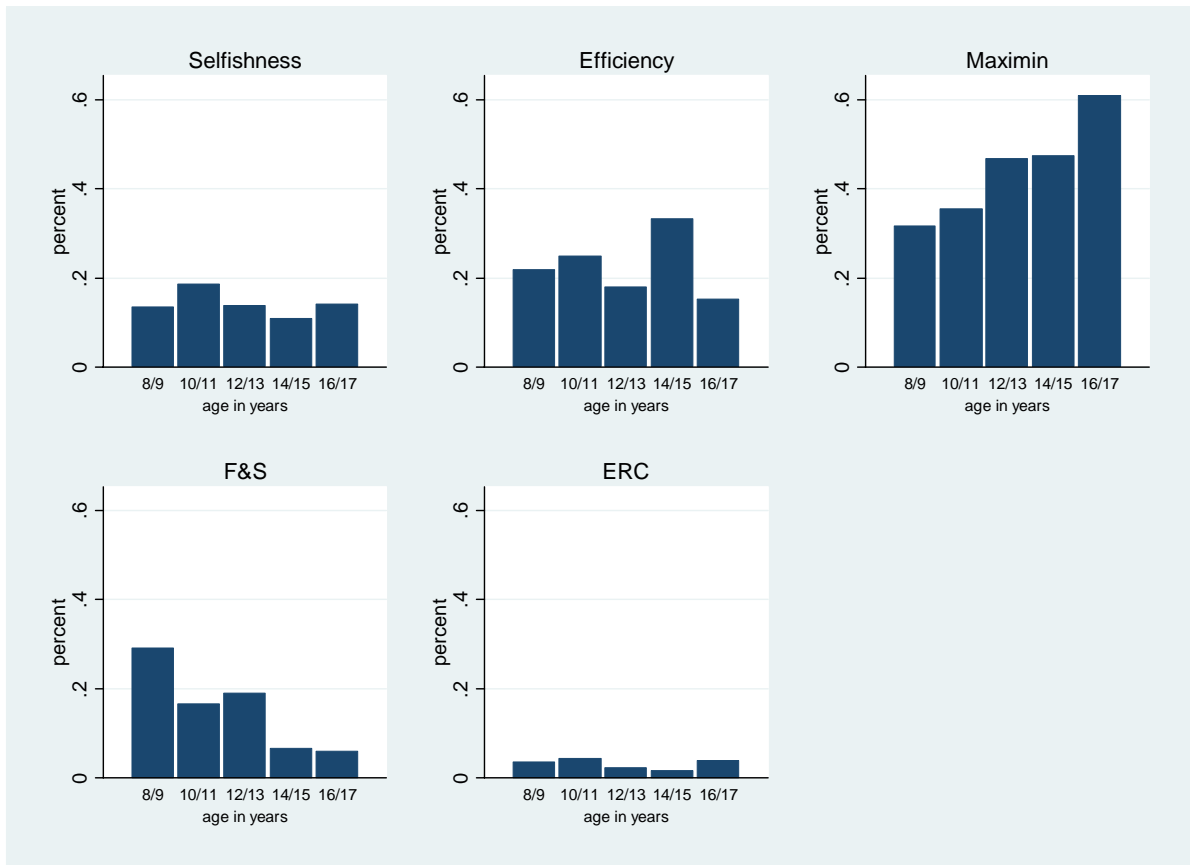 Selfishness
percent
.6
.4
.2
0
8/9 10/11 12/13 14/15 16/17
age in years
Efficiency
percent
.6
.4
.2
0
8/9 10/11 12/13 14/15 16/17
age in years
Maximin
percent
.6
.4
.2
0
8/9 10/11 12/13 14/15 16/17
age in years
F&S
percent
.6
.4
.2
0
8/9 10/11 12/13 14/15 16/17
age in years
ERC
percent
.6
.4
.2
0
8/9 10/11 12/13 14/15 16/17
age in years